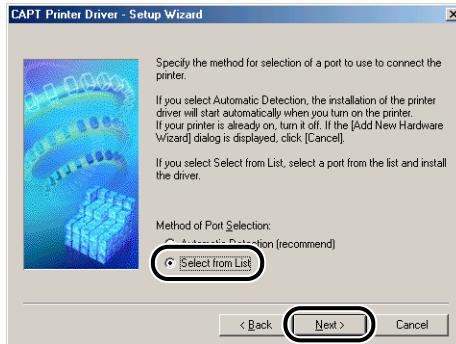 CAPT Printer Driver - Setup Wizard
Specify the method for selection of a port to use to connect the
printer.
If you select Automatic Detection, the installation of the printer
driver will start automatically when you turn on the printer.
If your printer is already on, turn it off. If the [Add New Hardware
Wizard] dialog is displayed, click [Cancel].
If you select Select from List, select a port from the list and install
the driver.
Method of Port Selection:
Automatic Detection (recommend)
Select from List
< Back Next > Cancel